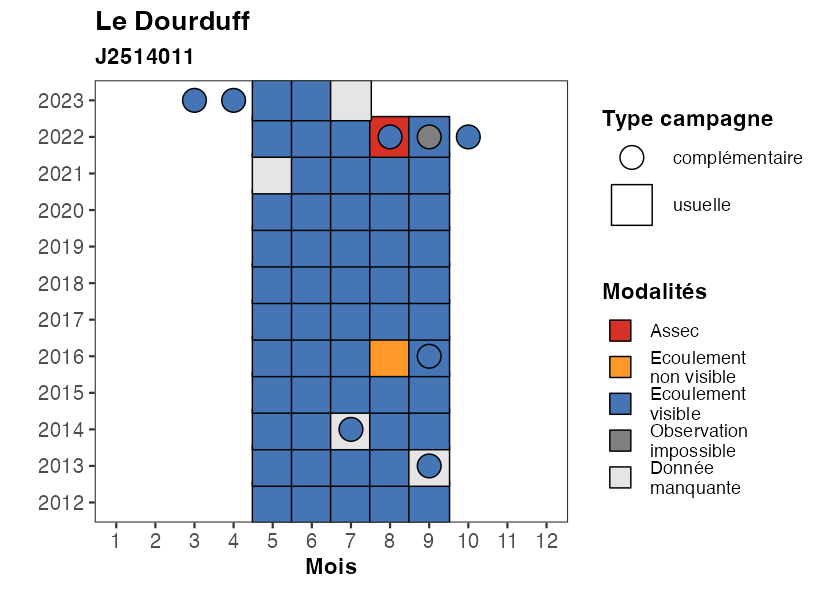 Le Dourduff
J2514011
2023
2022
2021
2020
2019
2018
2017
2016
2015
2014
2013
2012
1 2 3 4 5 6 7 8 9 10 11 12
Mois
Type campagne
complémentaire
usuelle
Modalités
Assec
Ecoulement
non visible
Ecoulement
visible
Observation
impossible
Donnée
manquante